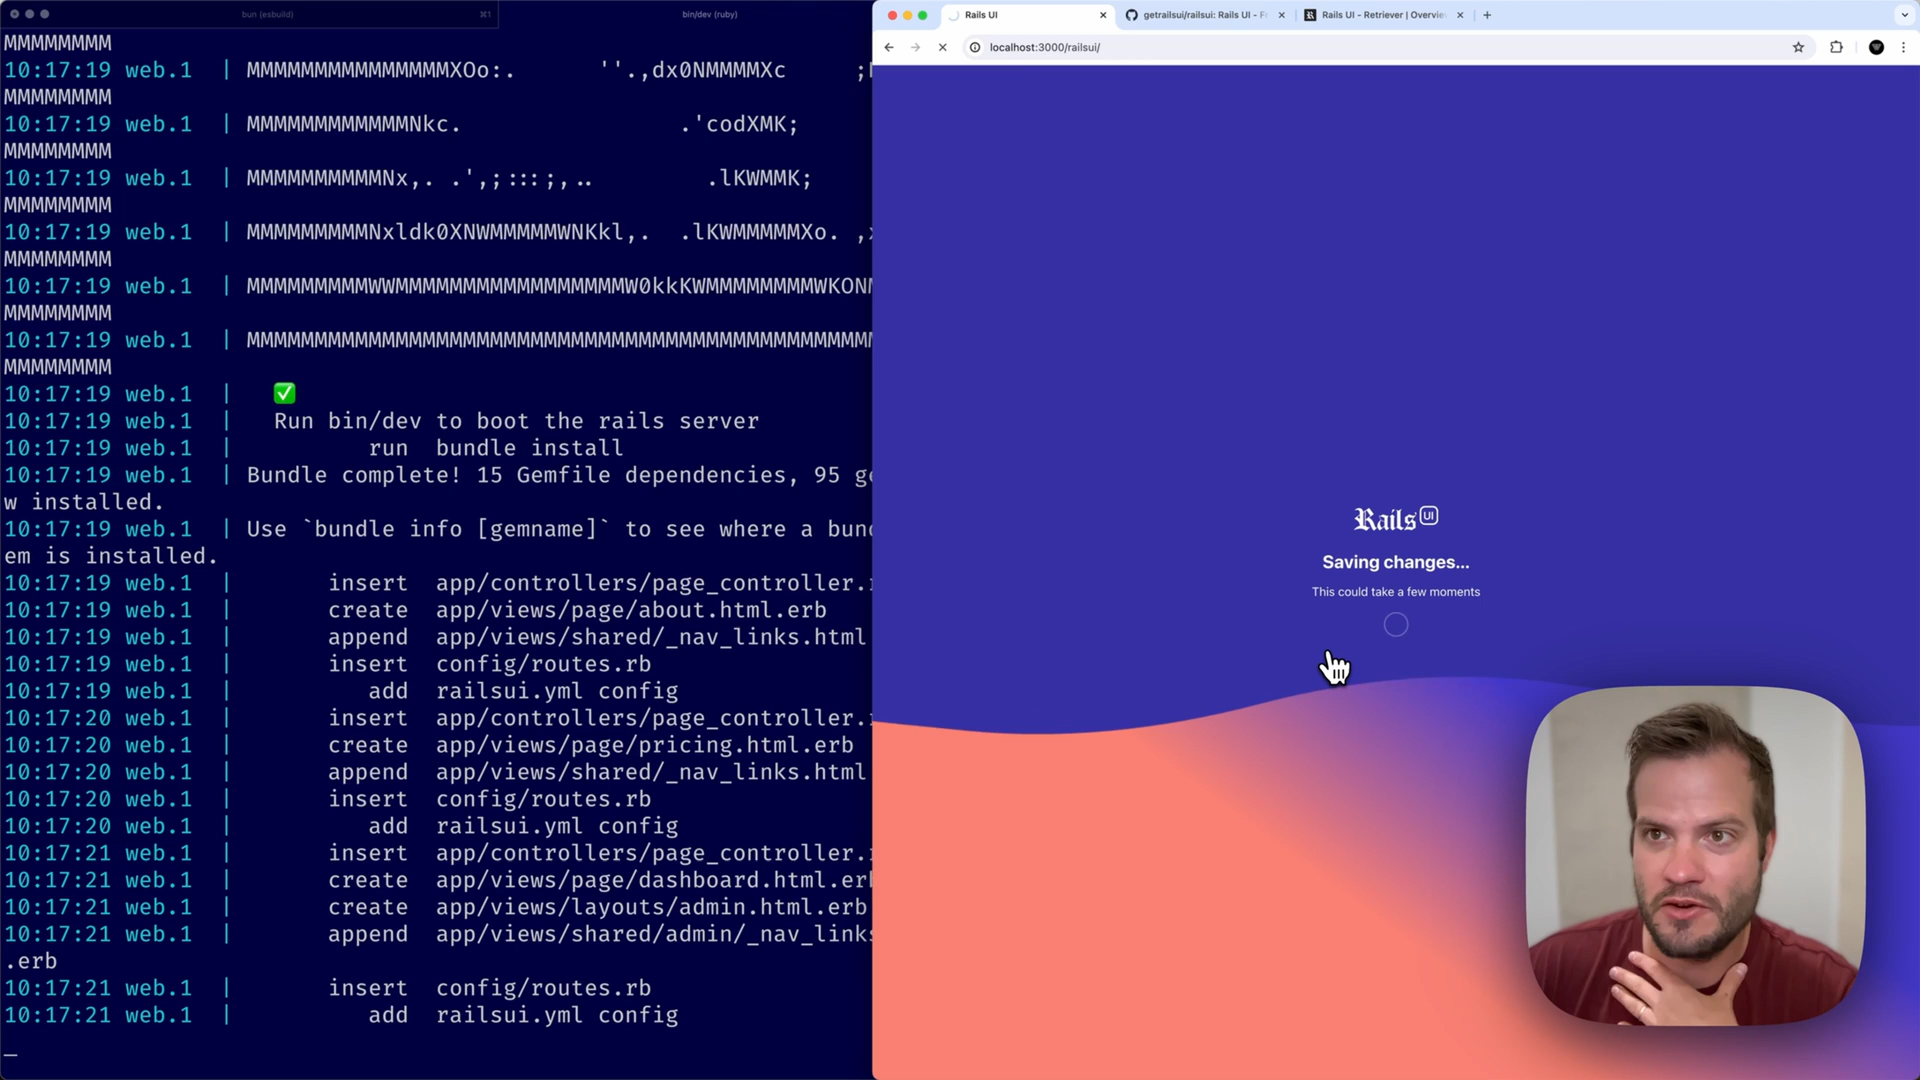 bun (esbuild)
⌘1
bin/dev (ruby)
MMMMMMMM
10:17:19 web.1 | MMMMMMMMMMMMMMMXOo:. ''.,dx0NMMMMXc ;
MMMMMMMM
10:17:19 web.1 | MMMMMMMMMMMMNkc. .'codXMK;
MMMMMMMM
10:17:19 web.1 | MMMMMMMMMMNx,. .',;:::;,.. .lKWMMK;
MMMMMMMM
10:17:19 web.1 | MMMMMMMMMNxldk0XNWMMMMMWNKkl,. .lKWMMMMMXo. ,
MMMMMMMM
10:17:19 web.1 | MMMMMMMMMWWMMMMMMMMMMMMMMMMMW0kkKWMMMMMMMMWKON
MMMMMMMM
10:17:19 web.1 | MMMMMMMMMMMMMMMMMMMMMMMMMMMMMMMMMMMMMMMMMMMMMM
MMMMMMMM
10:17:19 web.1 | ✅
10:17:19 web.1 | Run bin/dev to boot the rails server
10:17:19 web.1 | run bundle install
10:17:19 web.1 | Bundle complete! 15 Gemfile dependencies, 95 ge
w installed.
10:17:19 web.1 | Use `bundle info [gemname]` to see where a bun
em is installed.
10:17:19 web.1 | insert app/controllers/page_controller.
10:17:19 web.1 | create app/views/page/about.html.erb
10:17:19 web.1 | append app/views/shared/_nav_links.html
10:17:19 web.1 | insert config/routes.rb
10:17:19 web.1 | add railsui.yml config
10:17:20 web.1 | insert app/controllers/page_controller.
10:17:20 web.1 | create app/views/page/pricing.html.erb
10:17:20 web.1 | append app/views/shared/_nav_links.html
10:17:20 web.1 | insert config/routes.rb
10:17:20 web.1 | add railsui.yml config
10:17:21 web.1 | insert app/controllers/page_controller.
10:17:21 web.1 | create app/views/page/dashboard.html.er
10:17:21 web.1 | create app/views/layouts/admin.html.erb
10:17:21 web.1 | append app/views/shared/admin/_nav_links
.erb
10:17:21 web.1 | insert config/routes.rb
10:17:21 web.1 | add railsui.yml config
Rails UI
getrailsui/railsui: Rails UI - F
Rails UI - Retriever | Overvie
localhost:3000/railsui/
Rails UI
Saving changes...
This could take a few moments